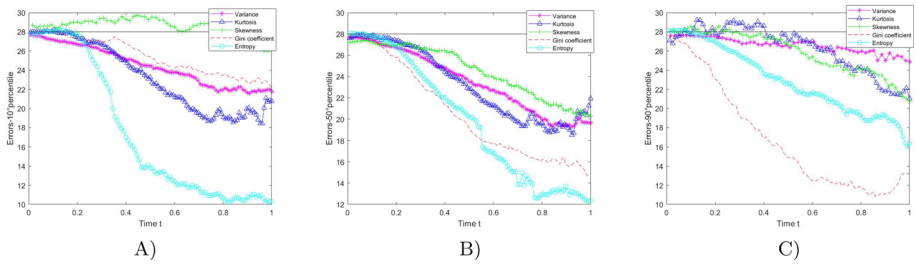 30
28
26
24
22
20
18
16
14
12
10
Errors-10°percentile
0
0.2
0.4
0.6
0.8
1
Time t
Variance
Kurtosis
Skewness
Gini coefficient
Entropy
A)
30
28
26
24
22
20
18
16
14
12
Errors-50°percentile
0
0.2
0.4
0.6
0.8
1
Time t
Variance
Kurtosis
Skewness
Gini coefficient
Entropy
B)
30
28
26
24
22
20
18
16
14
12
10
Errors-90°percentile
0
0.2
0.4
0.6
0.8
1
Time t
Variance
Kurtosis
Skewness
Gini coefficient
Entropy
C)